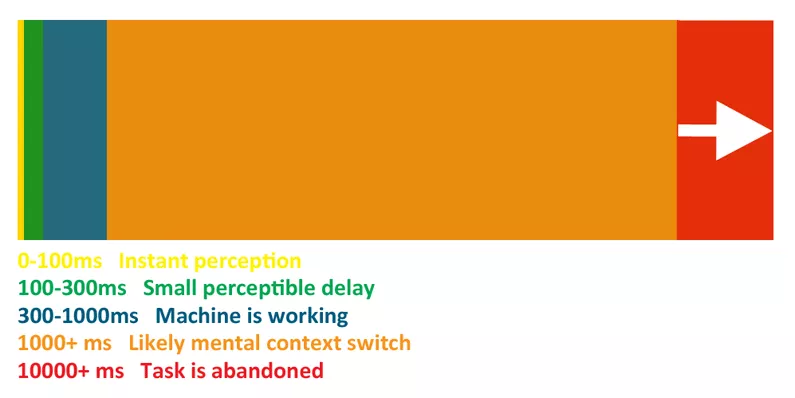 0-100ms Instant perception
100-300ms Small perceptible delay
300-1000ms Machine is working
1000+ ms Likely mental context switch
10000+ ms Task is abandoned